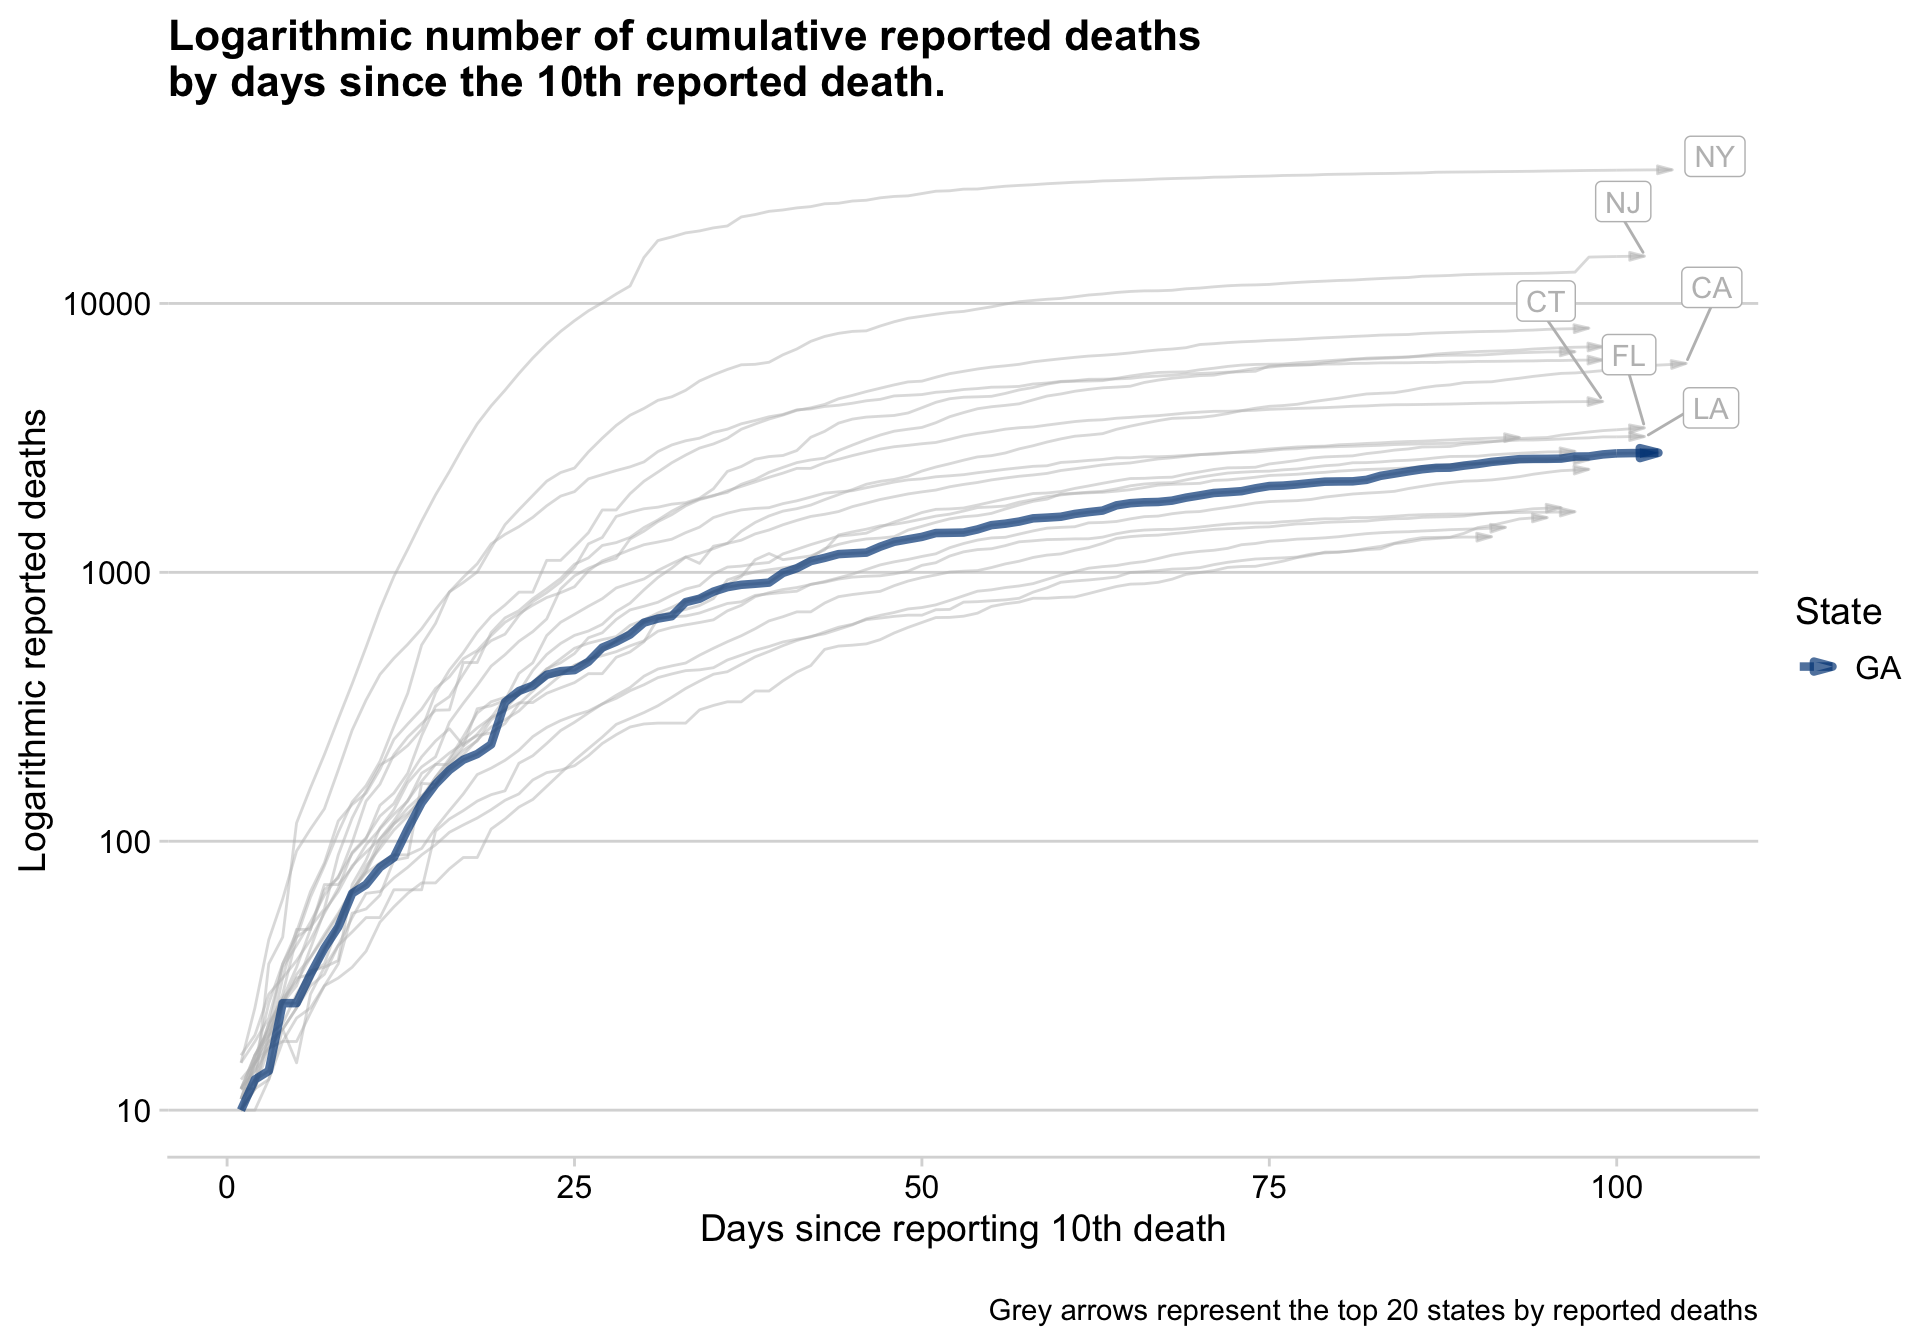 Logarithmic number of cumulative reported deaths
by days since the 10th reported death.
NY
NJ
CA
CT
FL
LA
10000
1000
100
10
Logarithmic reported deaths
0
25
50
75
100
Days since reporting 10th death
State
GA
Grey arrows represent the top 20 states by reported deaths